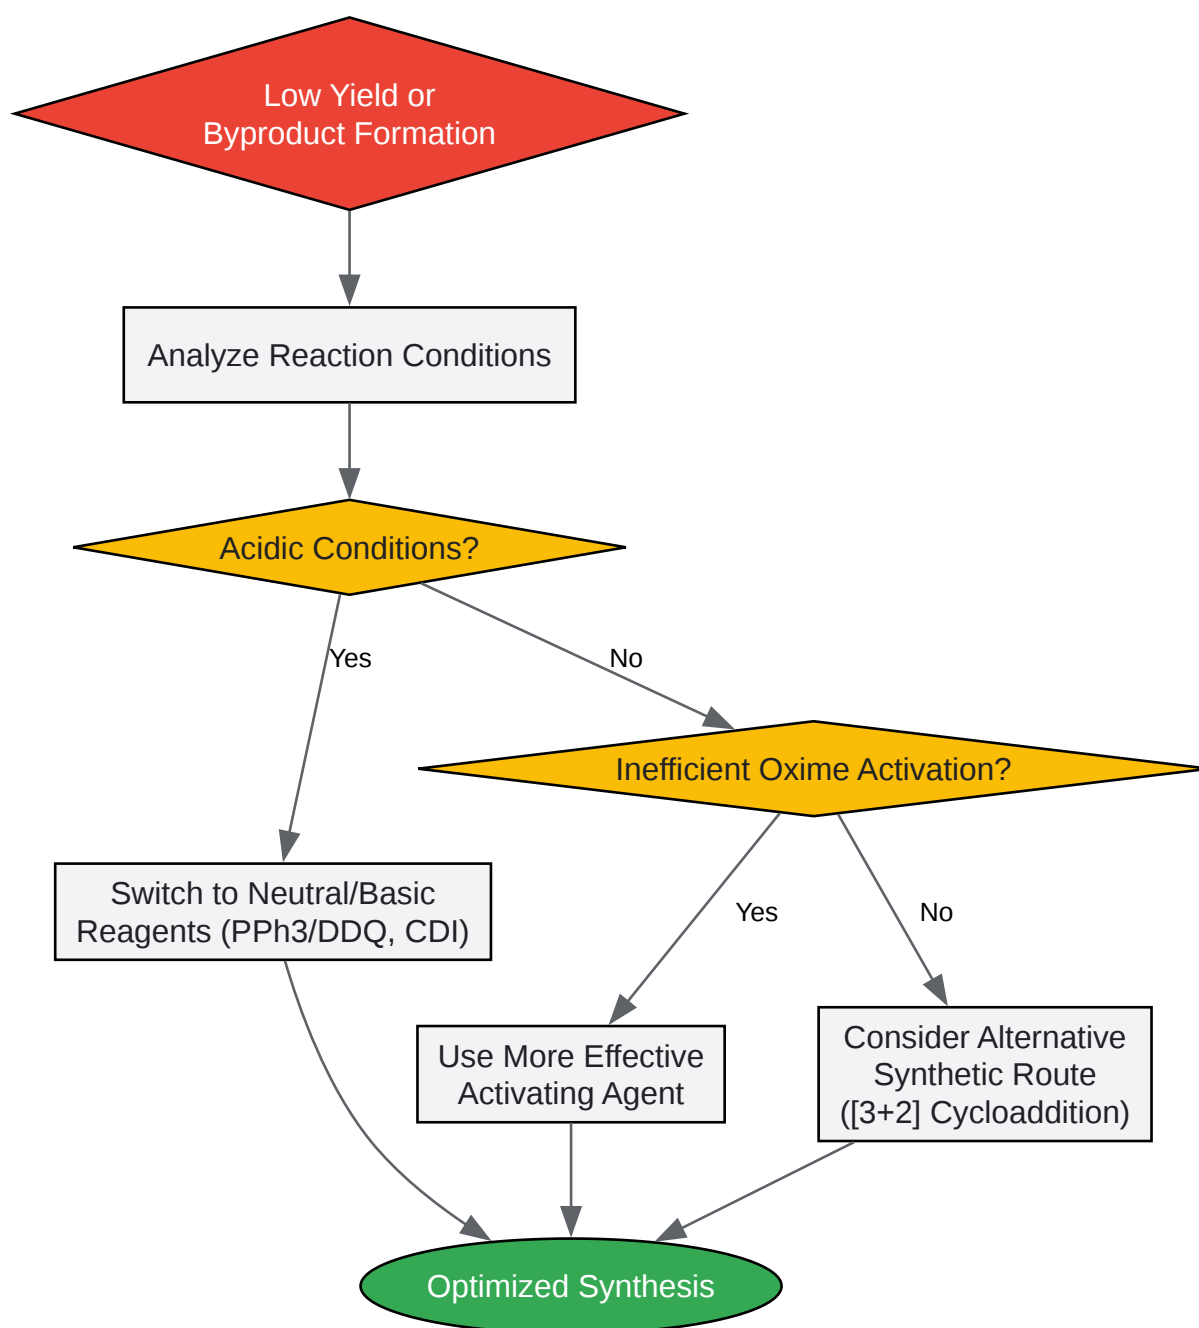 Low Yield or
Byproduct Formation
Analyze Reaction Conditions
Acidic Conditions?
Yes
No
Inefficient Oxime Activation?
Switch to Neutral/Basic
Reagents (PPh3/DDQ, CDI)
Yes
No
Use More Effective
Activating Agent
Consider Alternative
Synthetic Route
([3+2] Cycloaddition)
Optimized Synthesis